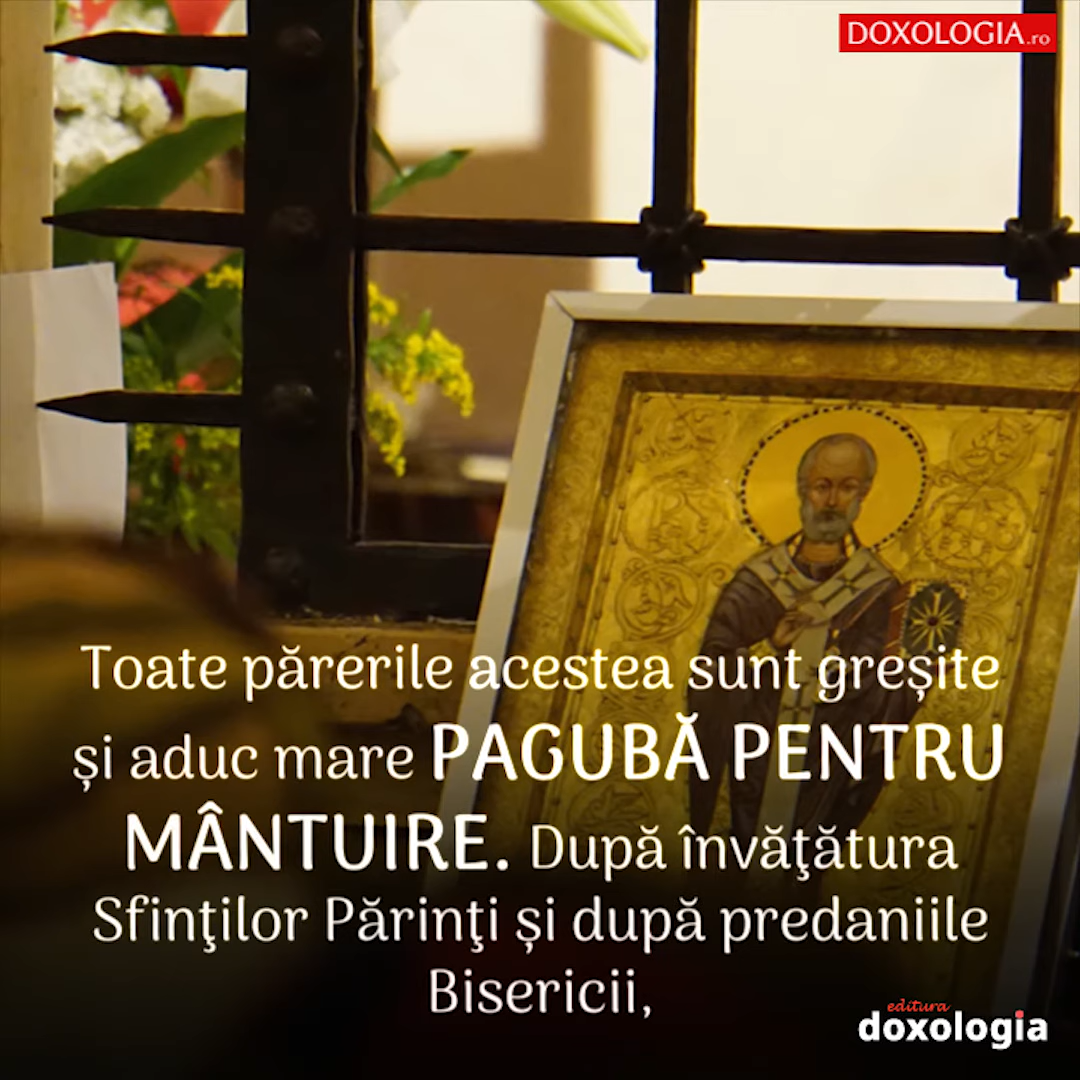 DOXOLOGIA.ro
Toate părerile acestea sunt greșite
și aduc mare PAGUBĂ PENTRU
MÂNTUIRE. După învăţătura
Sfinţilor Părinţi și după predaniile
Bisericii,
editura
doxologia